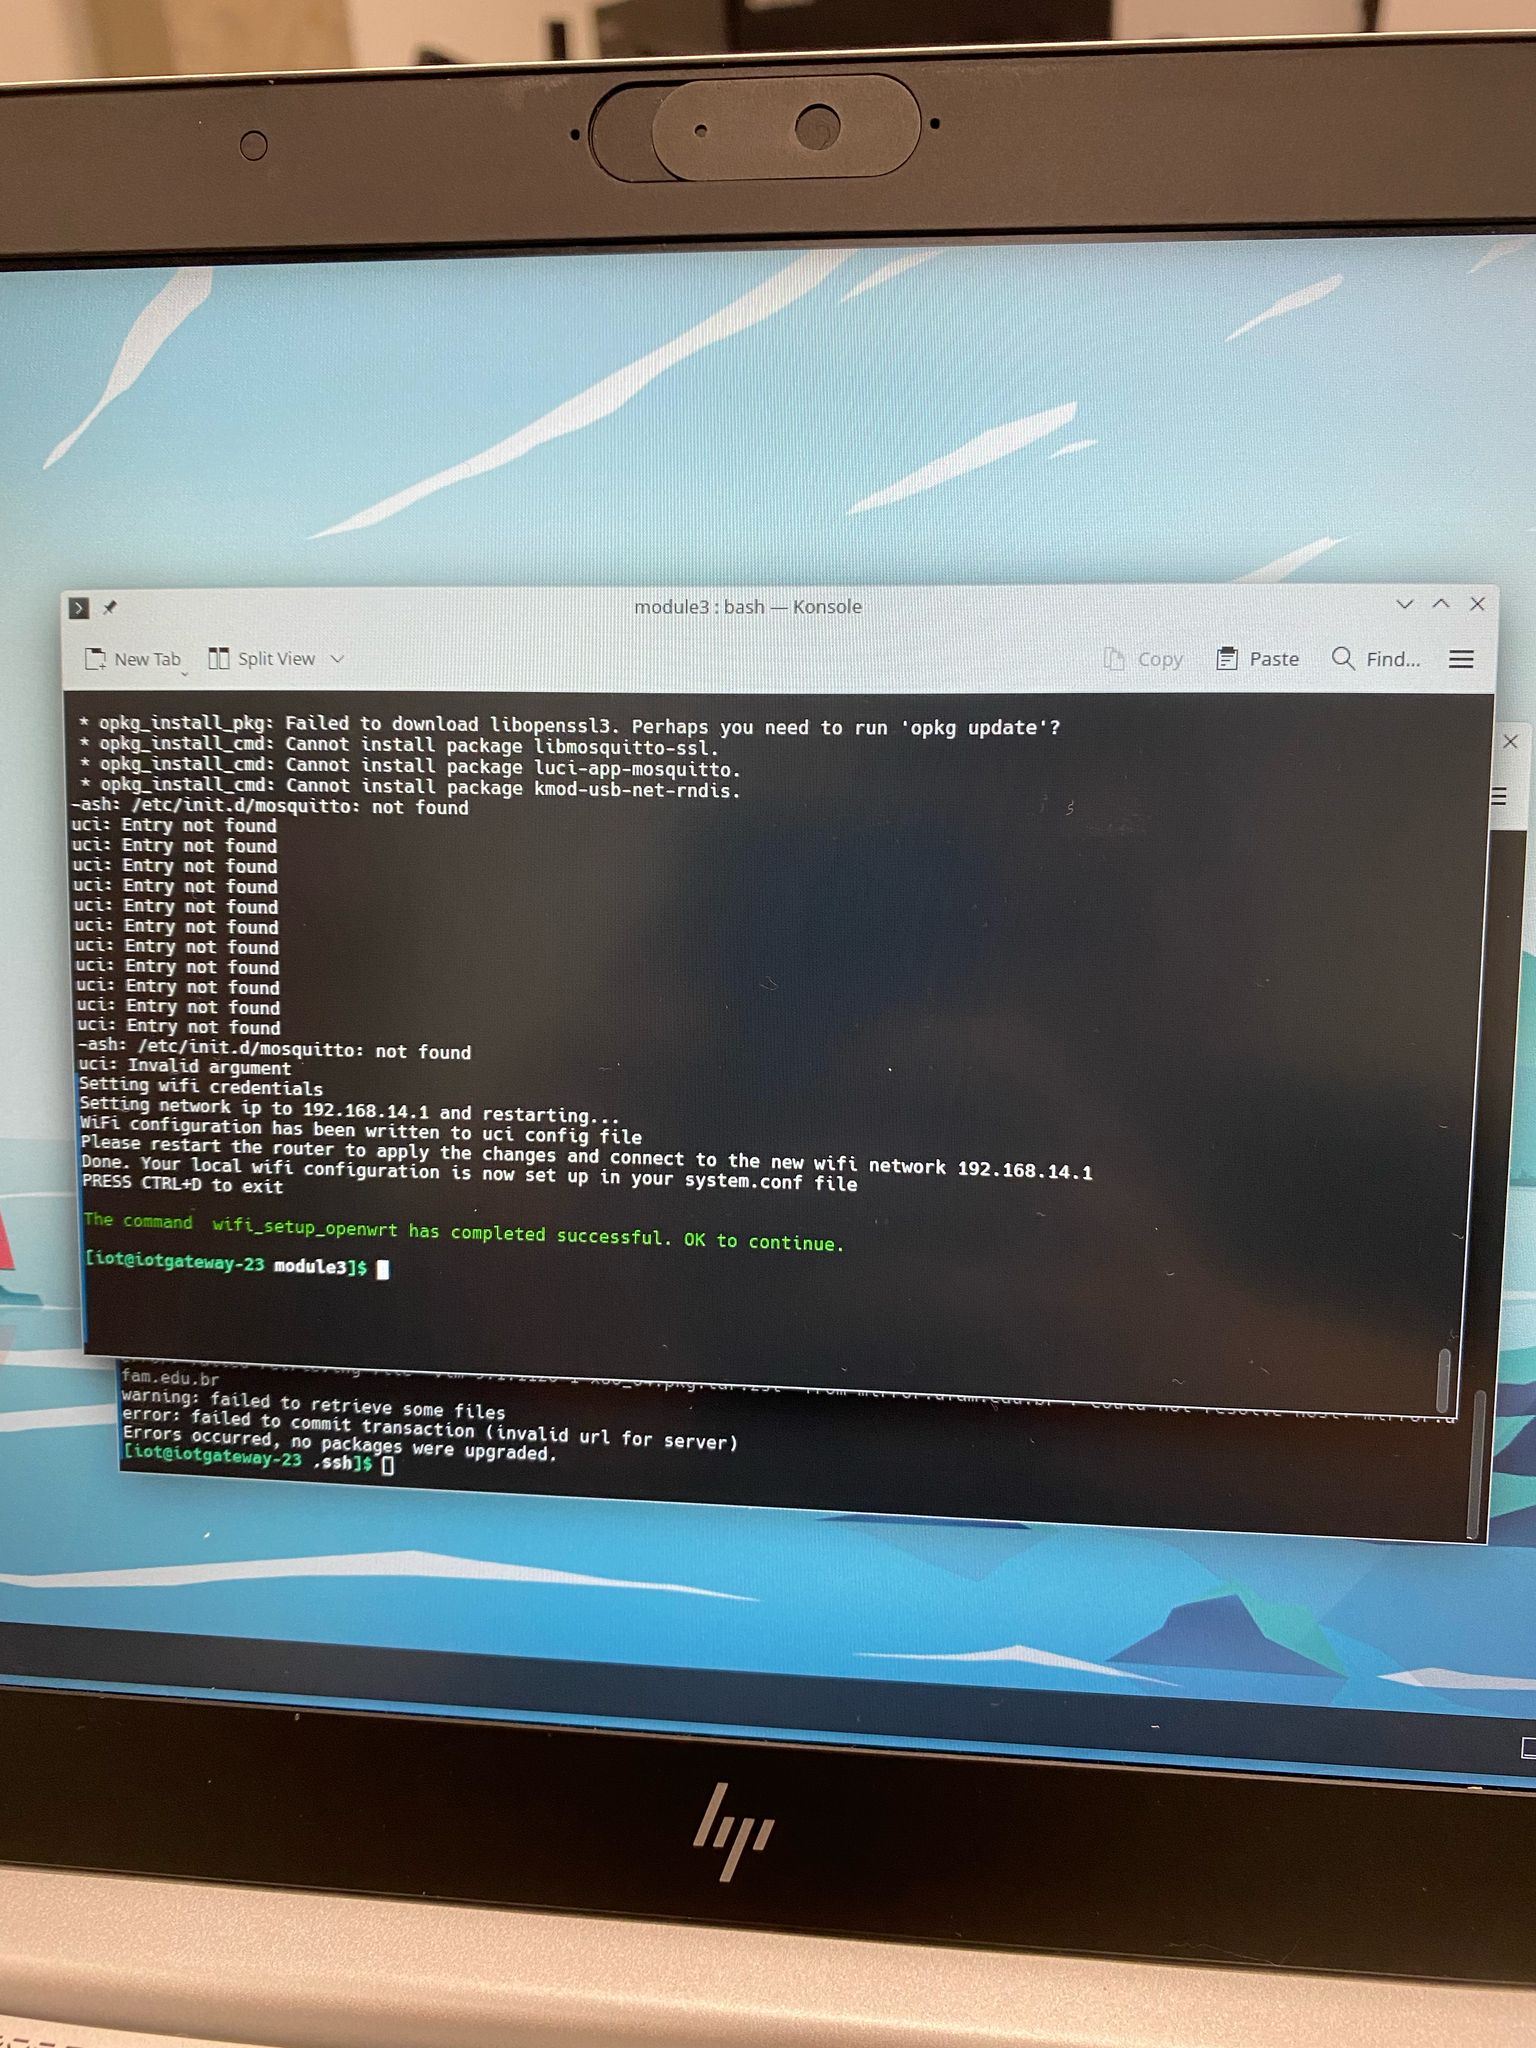 module3 : bash — Konsole
New Tab
Split View
Copy
Paste
Find...
* opkg_install_pkg: Failed to download libopenssl3. Perhaps you need to run 'opkg update'?
* opkg_install_cmd: Cannot install package libmosquitto-ssl.
* opkg_install_cmd: Cannot install package luci-app-mosquitto.
* opkg_install_cmd: Cannot install package kmod-usb-net-rndis.
-ash: /etc/init.d/mosquitto: not found
uci: Entry not found
uci: Entry not found
uci: Entry not found
uci: Entry not found
uci: Entry not found
uci: Entry not found
uci: Entry not found
uci: Entry not found
uci: Entry not found
uci: Entry not found
uci: Entry not found
-ash: /etc/init.d/mosquitto: not found
uci: Invalid argument
Setting wifi credentials
Setting network ip to 192.168.14.1 and restarting...
WiFi configuration has been written to uci config file
Please restart the router to apply the changes and connect to the new wifi network 192.168.14.1
Done. Your local wifi configuration is now set up in your system.conf file
PRESS CTRL+D to exit
The command  wifi_setup_openwrt has completed successful. OK to continue.
[iot@iotgateway-23 module3]$
fam.edu.br
warning: failed to retrieve some files
error: failed to commit transaction (invalid url for server)
Errors occurred, no packages were upgraded.
[iot@iotgateway-23 .ssh]$
hp